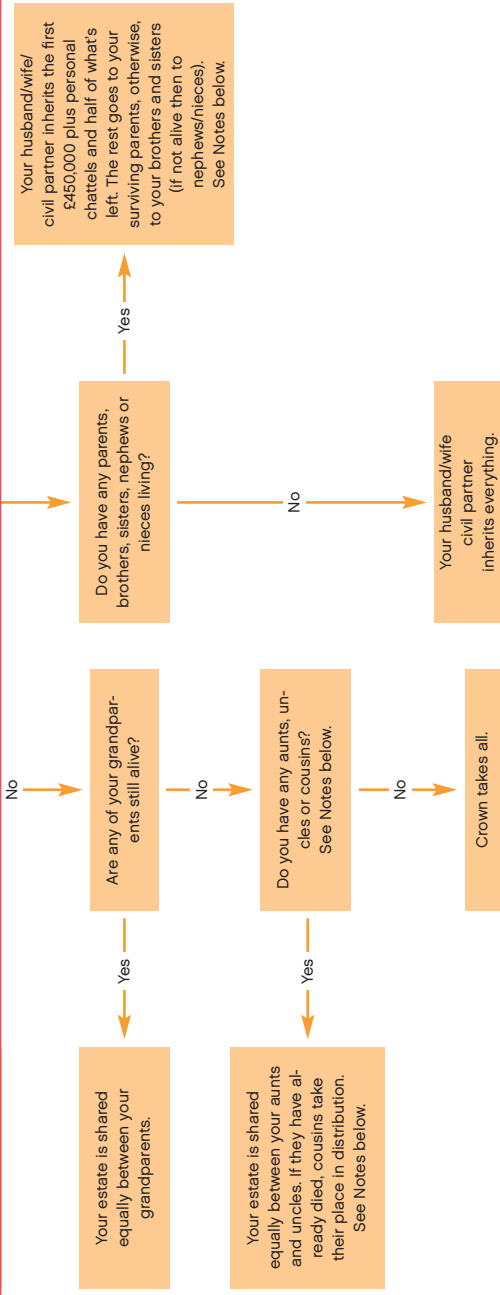 No
Are any of your grandpar-
ents still alive?
Yes
Your estate is shared
equally between your
grandparents.
No
Do you have any aunts, un-
cles or cousins?
See Notes below.
Yes
Your estate is shared
equally between your aunts
and uncles. If they have al-
ready died, cousins take
their place in distribution.
See Notes below.
No
Crown takes all.
Do you have any parents,
brothers, sisters, nephews or
nieces living?
Yes
Your husband/wife/
civil partner inherits the first
£450,000 plus personal
chattels and half of what's
left. The rest goes to your
surviving parents, otherwise,
to your brothers and sisters
(if not alive then to
nephews/nieces).
See Notes below.
No
Your husband/wife
civil partner
inherits everything.